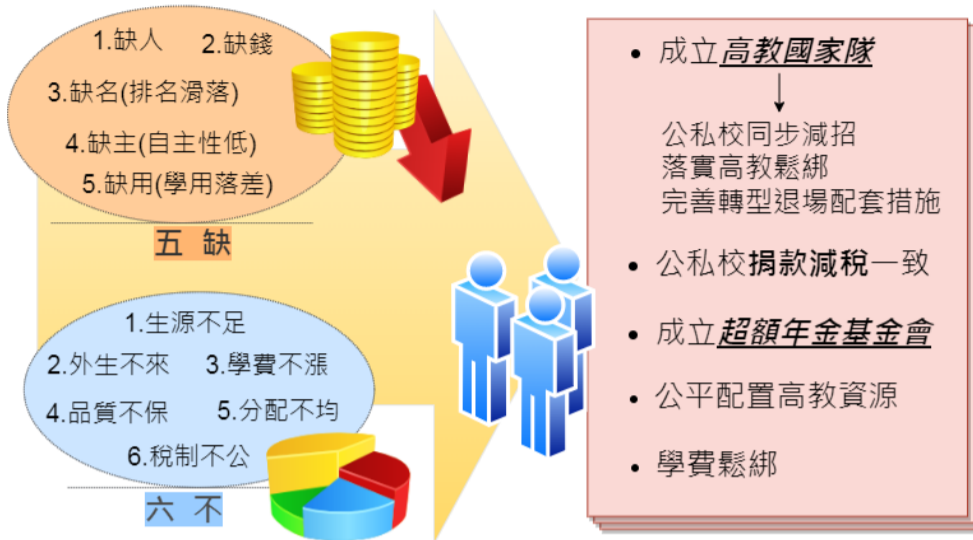 1.缺人 2.缺錢
3.缺名(排名滑落)
4.缺主(自主性低)
5.缺用(學用落差)
五 缺
1.生源不足
2.外生不來 3.學費不漲
4.品質不保 5.分配不均
6.稅制不公
六 不
• 成立高教國家隊
公私校同步減招
落實高教鬆綁
完善轉型退場配套措施
• 公私校捐款減稅一致
• 成立超額年金基金會
• 公平配置高教資源
• 學費鬆綁